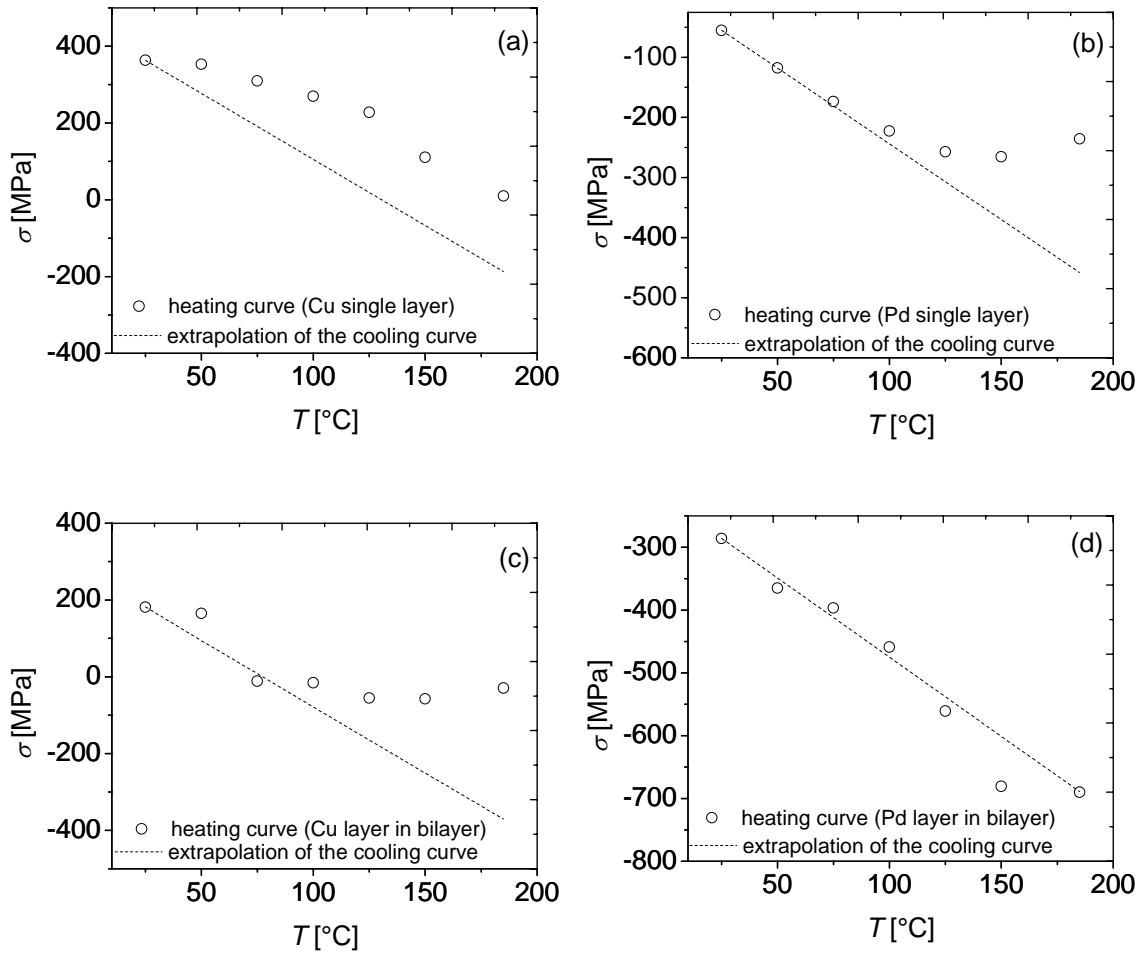 (a)
400
200
0
-200
-400
σ [MPa]
heating curve (Cu single layer)
extrapolation of the cooling curve
50 100 150 200
T [°C]
(b)
-100
-200
-300
-400
-500
-600
σ [MPa]
heating curve (Pd single layer)
extrapolation of the cooling curve
50 100 150 200
T [°C]
(c)
400
200
0
-200
-400
σ [MPa]
heating curve (Cu layer in bilayer)
extrapolation of the cooling curve
50 100 150 200
T [°C]
(d)
-300
-400
-500
-600
-700
-800
σ [MPa]
heating curve (Pd layer in bilayer)
extrapolation of the cooling curve
50 100 150 200
T [°C]